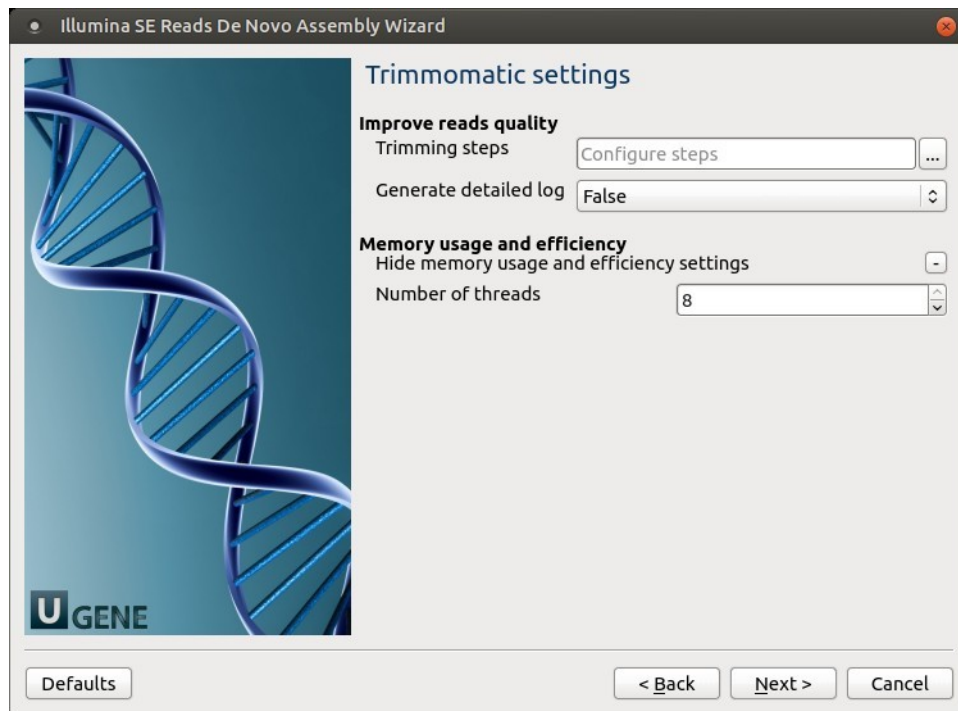 Illumina SE Reads De Novo Assembly Wizard
Trimmomatic settings
Improve reads quality
Trimming steps Configure steps ...
Generate detailed log False
Memory usage and efficiency
Hide memory usage and efficiency settings -
Number of threads 8
U GENE
Defaults < Back Next > Cancel